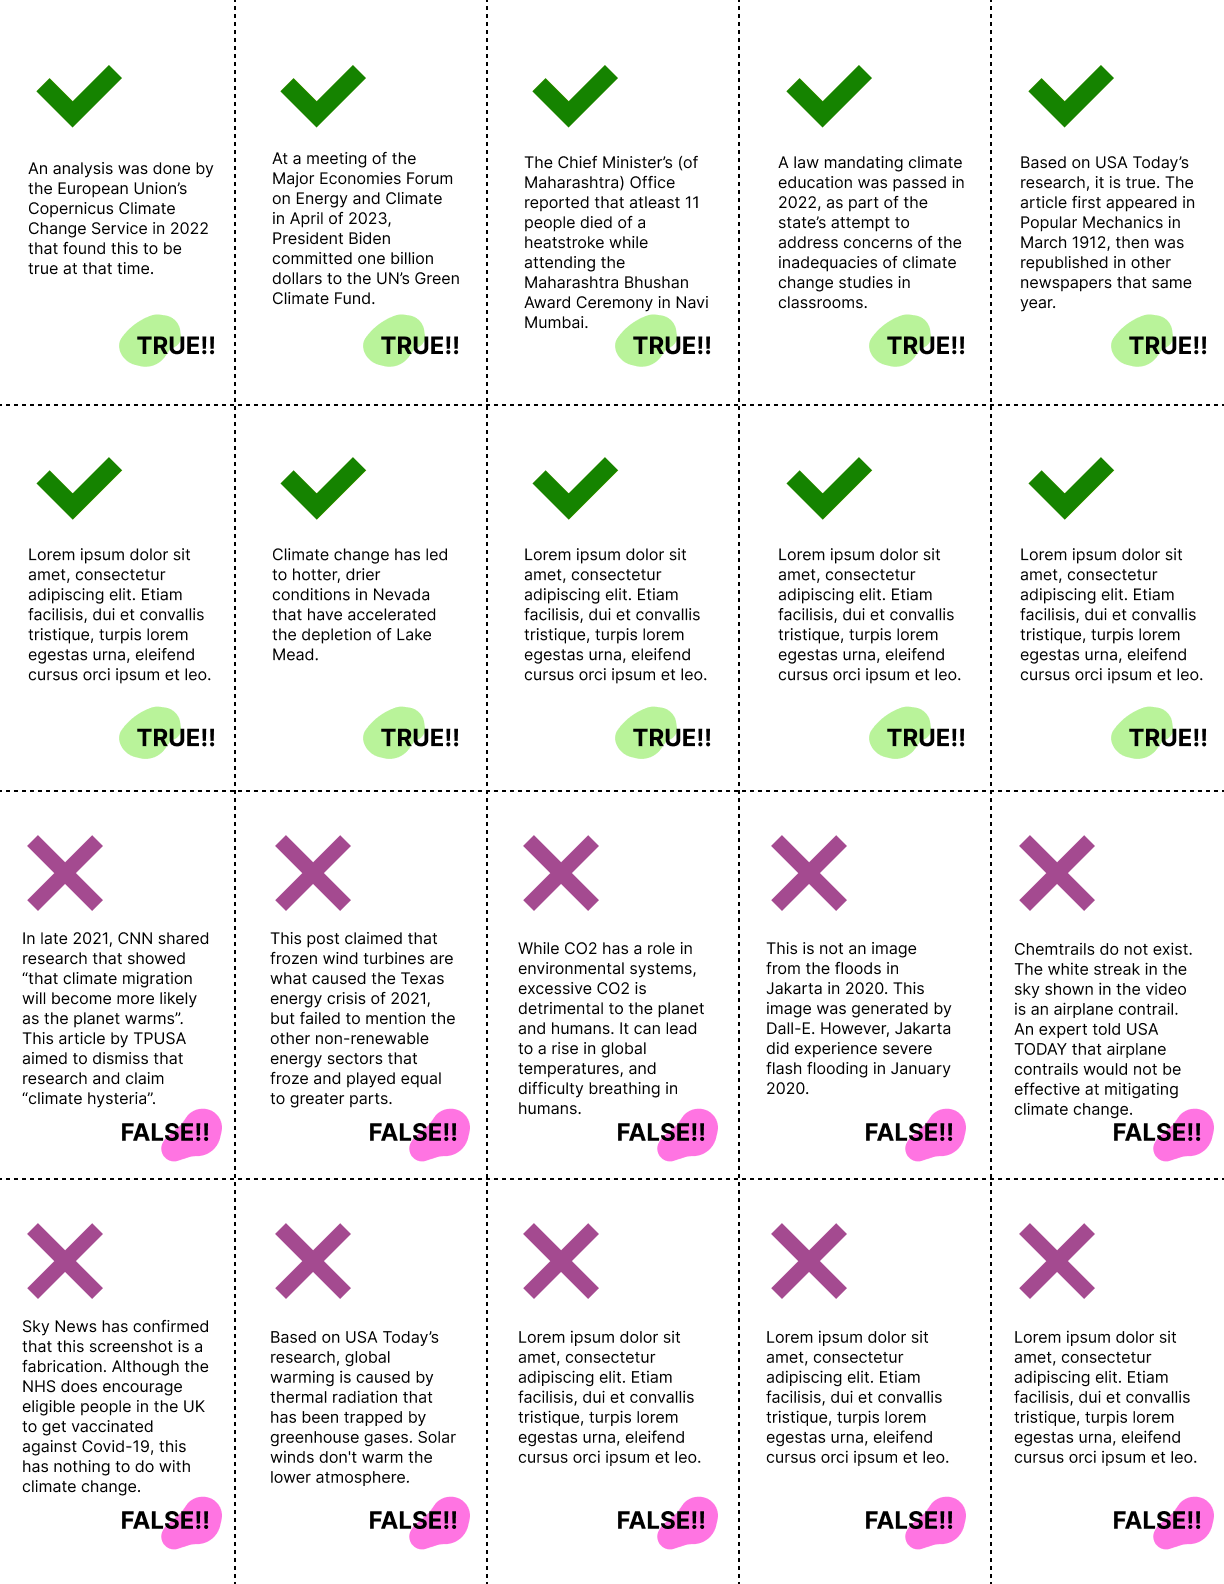 An analysis was done by
the European Union’s
Copernicus Climate
Change Service in 2022
that found this to be
true at that time.
TRUE!!
At a meeting of the
Major Economies Forum
on Energy and Climate
in April of 2023,
President Biden
committed one billion
dollars to the UN’s Green
Climate Fund.
TRUE!!
The Chief Minister’s (of
Maharashtra) Office
reported that atleast 11
people died of a
heatstroke while
attending the
Maharashtra Bhushan
Award Ceremony in Navi
Mumbai.
TRUE!!
A law mandating climate
education was passed in
2022, as part of the
state’s attempt to
address concerns of the
inadequacies of climate
change studies in
classrooms.
TRUE!!
Based on USA Today’s
research, it is true. The
article first appeared in
Popular Mechanics in
March 1912, then was
republished in other
newspapers that same
year.
TRUE!!
Lorem ipsum dolor sit
amet, consectetur
adipiscing elit. Etiam
facilisis, dui et convallis
tristique, turpis lorem
egestas urna, eleifend
cursus orci ipsum et leo.
TRUE!!
Climate change has led
to hotter, drier
conditions in Nevada
that have accelerated
the depletion of Lake
Mead.
TRUE!!
Lorem ipsum dolor sit
amet, consectetur
adipiscing elit. Etiam
facilisis, dui et convallis
tristique, turpis lorem
egestas urna, eleifend
cursus orci ipsum et leo.
TRUE!!
Lorem ipsum dolor sit
amet, consectetur
adipiscing elit. Etiam
facilisis, dui et convallis
tristique, turpis lorem
egestas urna, eleifend
cursus orci ipsum et leo.
TRUE!!
Lorem ipsum dolor sit
amet, consectetur
adipiscing elit. Etiam
facilisis, dui et convallis
tristique, turpis lorem
egestas urna, eleifend
cursus orci ipsum et leo.
TRUE!!
In late 2021, CNN shared
research that showed
“that climate migration
will become more likely
as the planet warms”.
This article by TPUSA
aimed to dismiss that
research and claim
“climate hysteria”.
FALSE!!
This post claimed that
frozen wind turbines are
what caused the Texas
energy crisis of 2021,
but failed to mention the
other non-renewable
energy sectors that
froze and played equal
to greater parts.
FALSE!!
While CO2 has a role in
environmental systems,
excessive CO2 is
detrimental to the planet
and humans. It can lead
to a rise in global
temperatures, and
difficulty breathing in
humans.
FALSE!!
This is not an image
from the floods in
Jakarta in 2020. This
image was generated by
Dall-E. However, Jakarta
did experience severe
flash flooding in January
2020.
FALSE!!
Chemtrails do not exist.
The white streak in the
sky shown in the video
is an airplane contrail.
An expert told USA
TODAY that airplane
contrails would not be
effective at mitigating
climate change.
FALSE!!
Sky News has confirmed
that this screenshot is a
fabrication. Although the
NHS does encourage
eligible people in the UK
to get vaccinated
against Covid-19, this
has nothing to do with
climate change.
FALSE!!
Based on USA Today’s
research, global
warming is caused by
thermal radiation that
has been trapped by
greenhouse gases. Solar
winds don't warm the
lower atmosphere.
FALSE!!
Lorem ipsum dolor sit
amet, consectetur
adipiscing elit. Etiam
facilisis, dui et convallis
tristique, turpis lorem
egestas urna, eleifend
cursus orci ipsum et leo.
FALSE!!
Lorem ipsum dolor sit
amet, consectetur
adipiscing elit. Etiam
facilisis, dui et convallis
tristique, turpis lorem
egestas urna, eleifend
cursus orci ipsum et leo.
FALSE!!
Lorem ipsum dolor sit
amet, consectetur
adipiscing elit. Etiam
facilisis, dui et convallis
tristique, turpis lorem
egestas urna, eleifend
cursus orci ipsum et leo.
FALSE!!